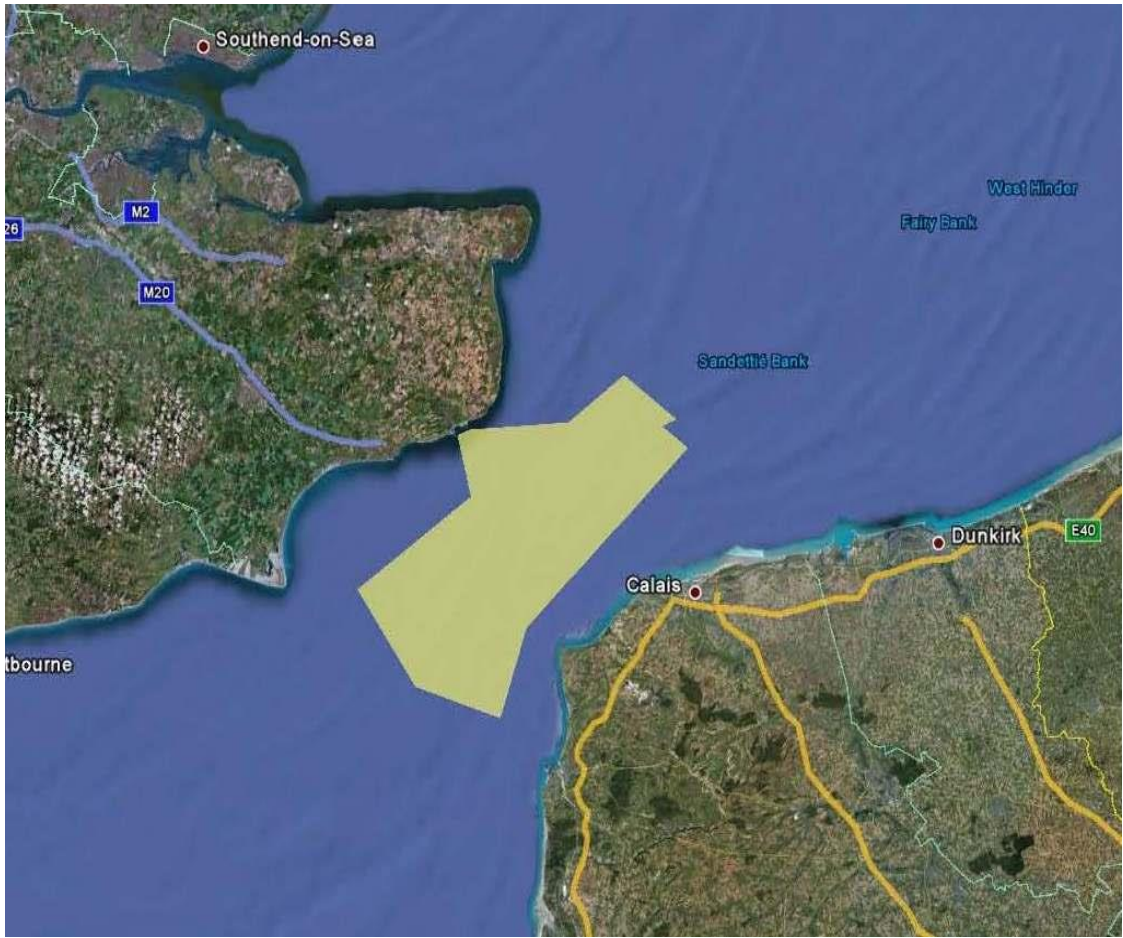 Southend-on-Sea
West Hinder
M2
Fairy Bank
26
M20
Sandettié Bank
E40
Dunkirk
Calais
tbourne